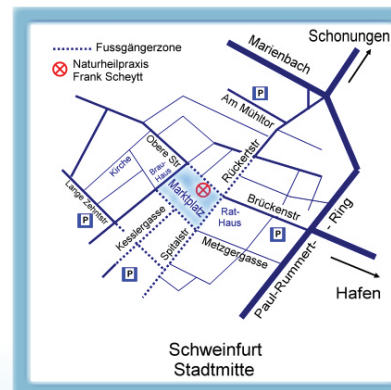 Schonungen
Marienbach
Fussgängerzone
Naturheilpraxis
Frank Scheytt
P
Am Mühltor
P
Obere Str
Rückertstr
Kirche
Brau-
Haus
Marktplatz
Lange Zehntstr
Kesslergasse
Rat-
Haus
Brückenstr
P
Spitalstr
Metzgergasse
P
P
Paul-Rummert-
- Ring
Hafen
Schweinfurt
Stadtmitte